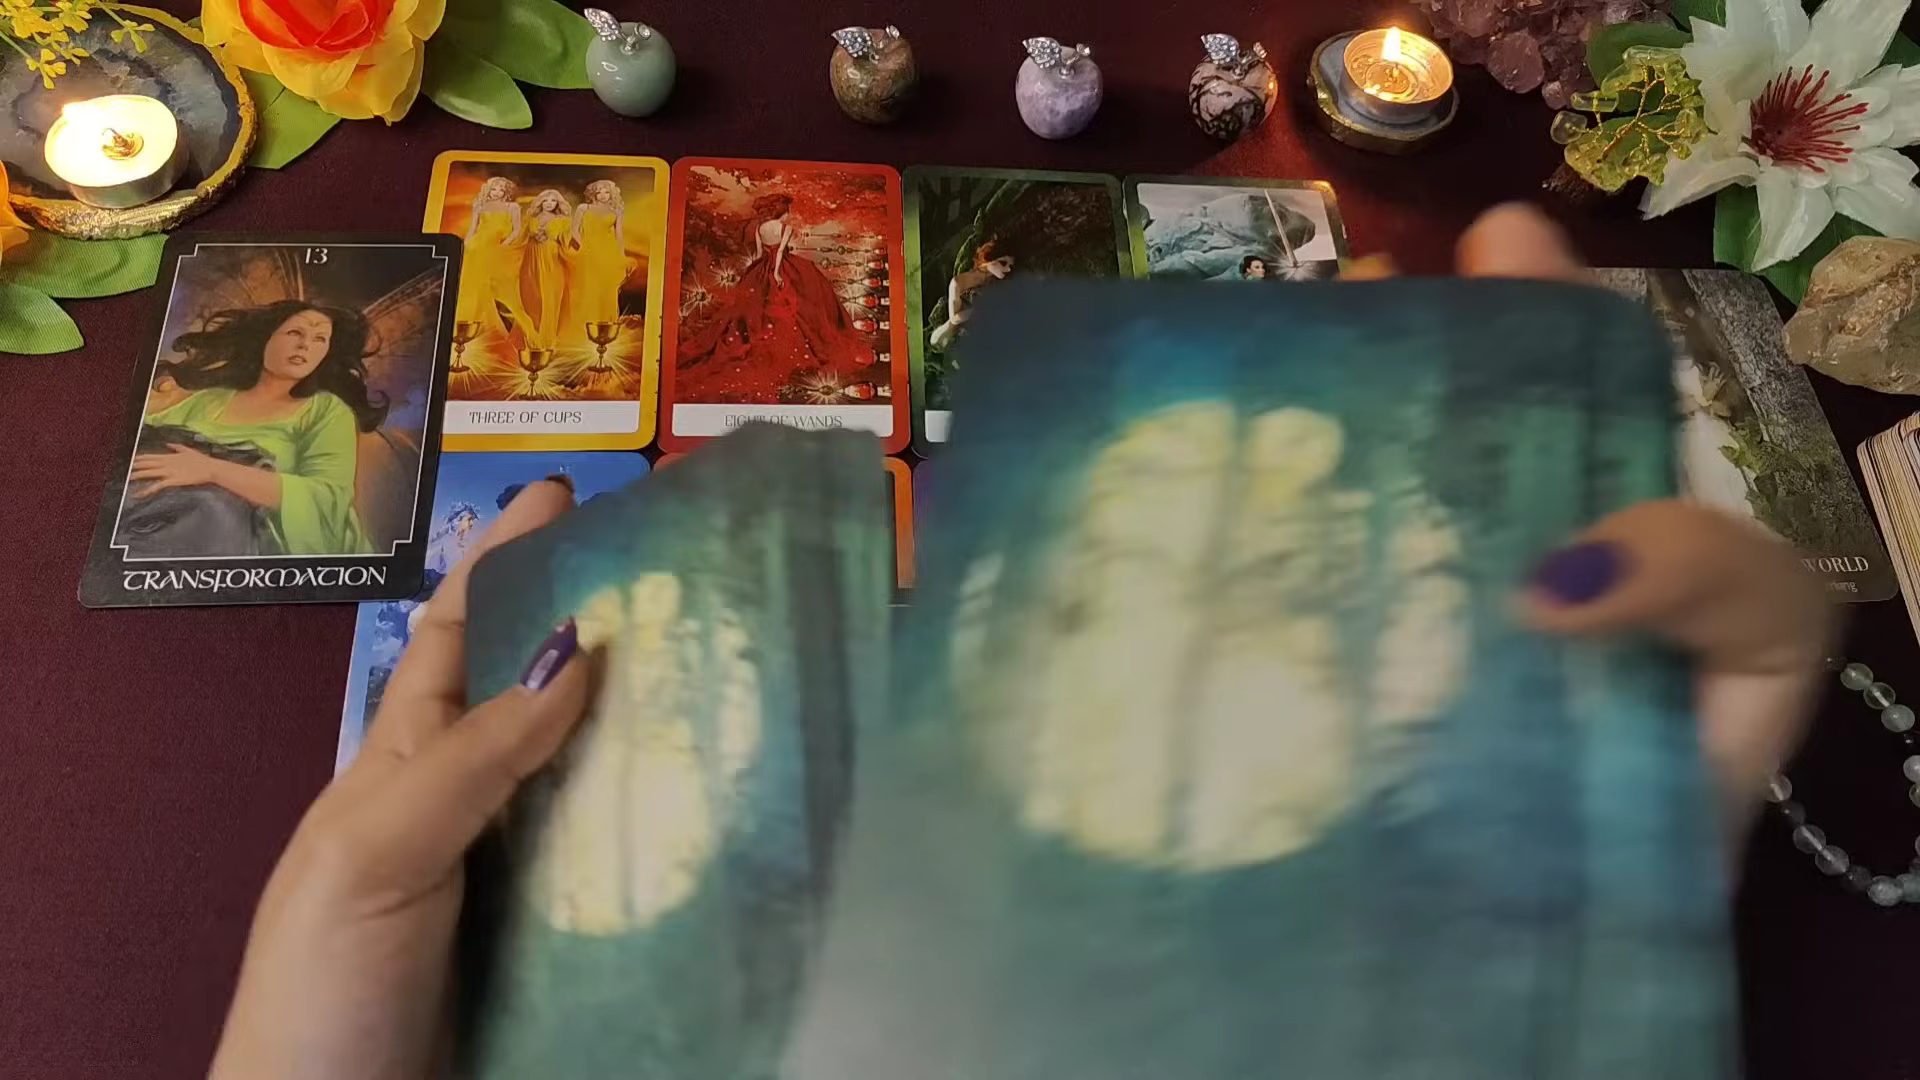 13
TRANSFORMATION
THREE OF CUPS
EIGHT OF WANDS
WORLD